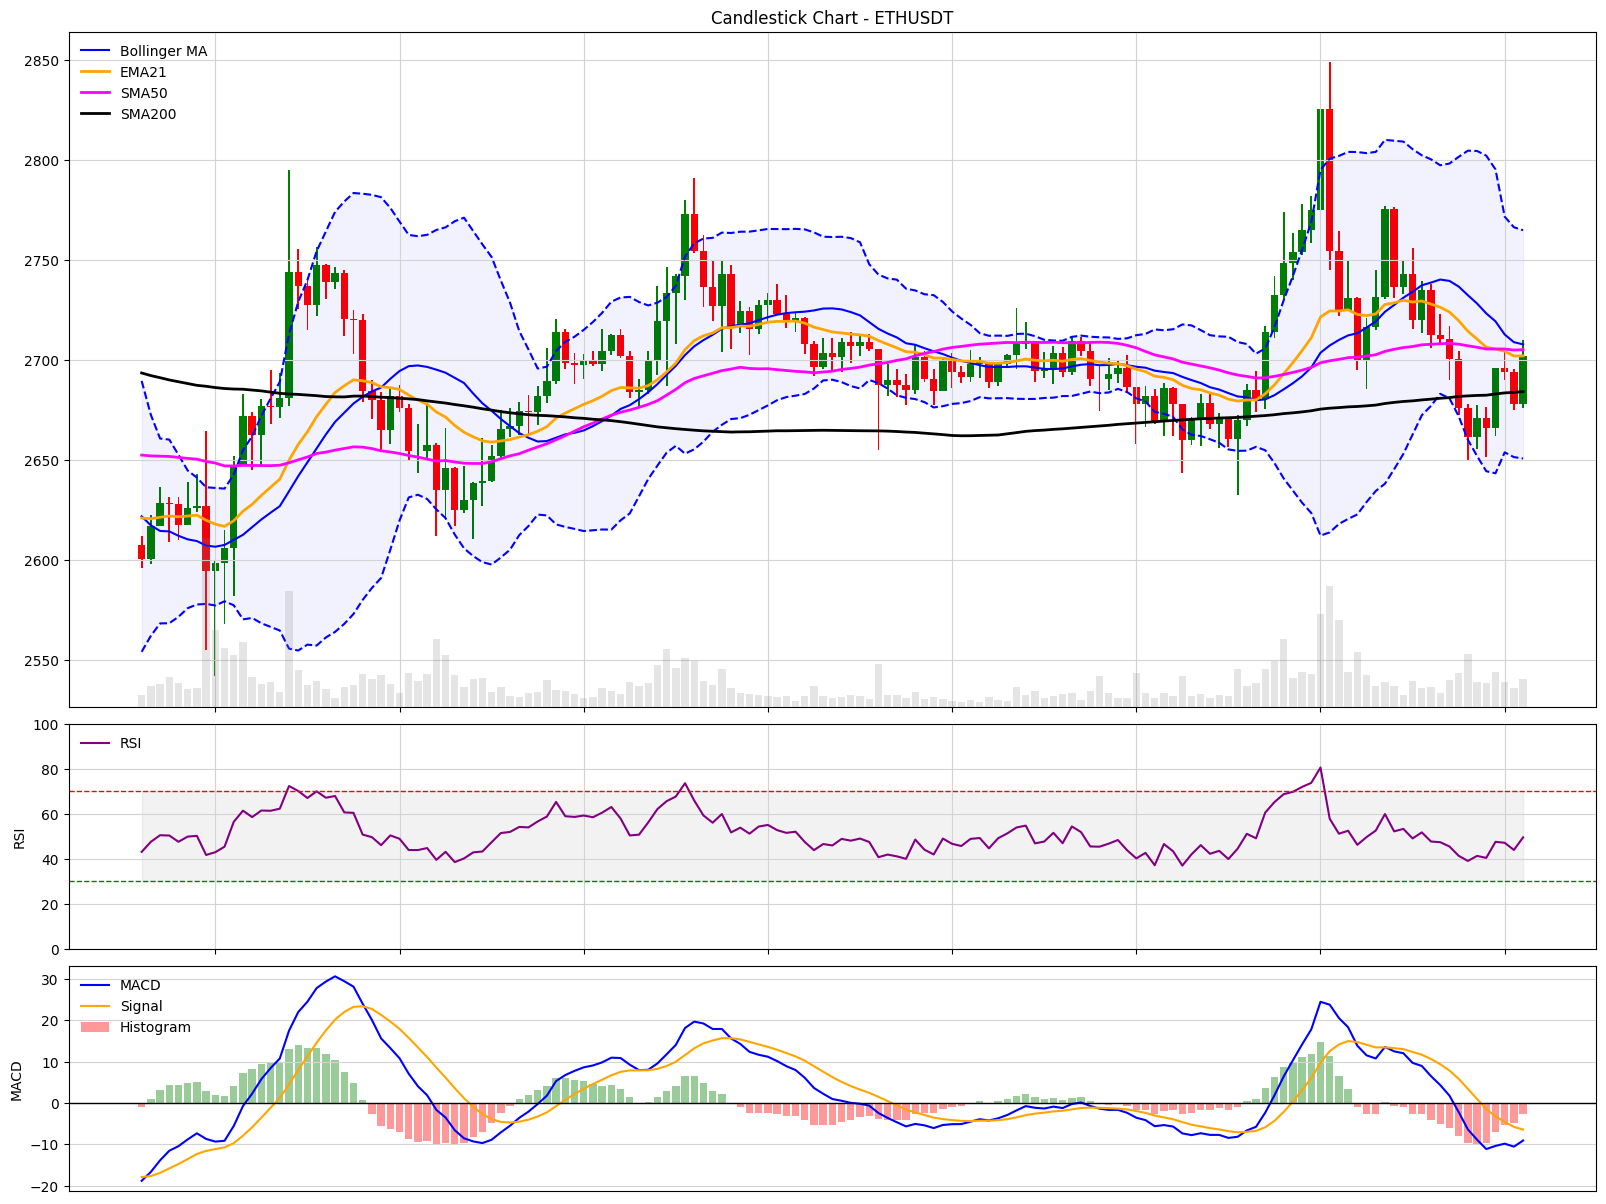 Candlestick Chart - ETHUSDT
Bollinger MA
EMA21
SMA50
SMA200
2850
2800
2750
2700
2650
2600
2550
RSI
100
80
60
40
20
0
RSI
MACD
Signal
Histogram
30
20
10
0
−10
−20
MACD